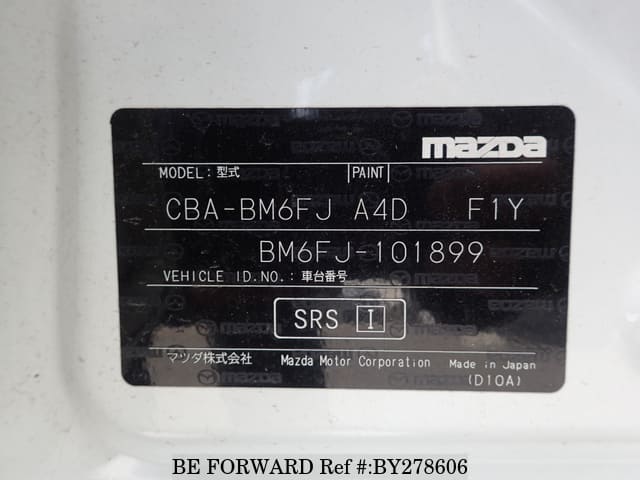 mazda
MODEL: 型式 PAINT
CBA-BM6FJ A4D F1Y
BM6FJ-101899
VEHICLE ID.NO.: 車台番号
SRS I
マツダ株式会社 Mazda Motor Corporation Made in Japan
(D10A)
BE FORWARD Ref #:BY278606